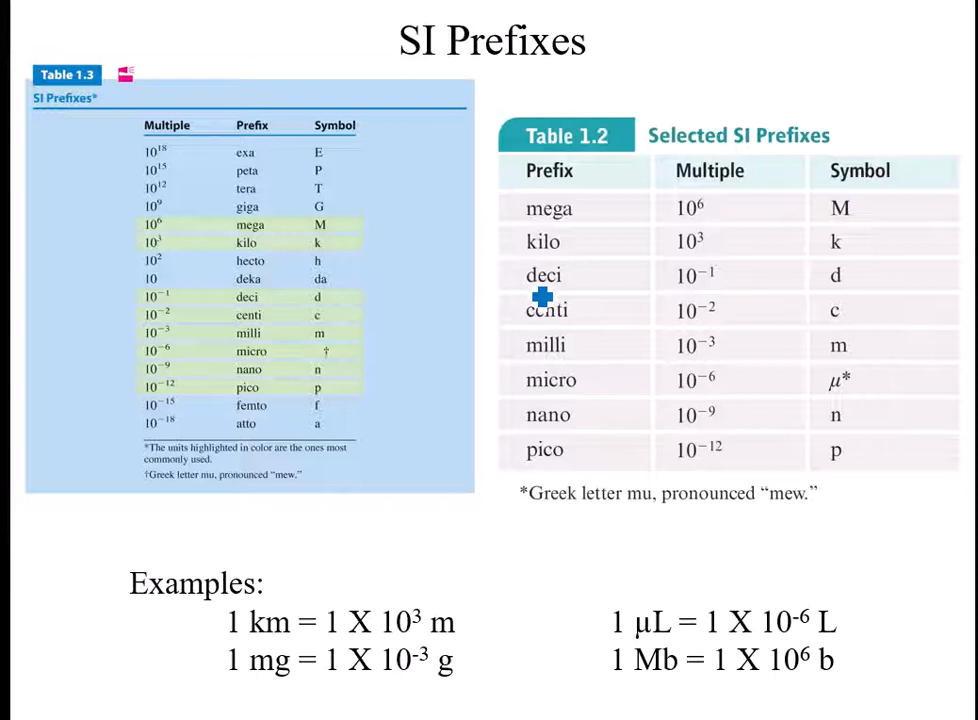 SI Prefixes
Table 1.3
SI Prefixes*
Multiple Prefix Symbol
10¹⁸ exa E
10¹⁵ peta P
10¹² tera T
10⁹ giga G
10⁶ mega M
10³ kilo k
10² hecto h
10 deka da
10⁻¹ deci d
10⁻² centi c
10⁻³ milli m
10⁻⁶ micro †
10⁻⁹ nano n
10⁻¹² pico p
10⁻¹⁵ femto f
10⁻¹⁸ atto a
*The units highlighted in color are the ones most
commonly used.
†Greek letter mu, pronounced “mew.”
Table 1.2 Selected SI Prefixes
Prefix Multiple Symbol
mega 10⁶ M
kilo 10³ k
deci 10⁻¹ d
centi 10⁻² c
milli 10⁻³ m
micro 10⁻⁶ μ*
nano 10⁻⁹ n
pico 10⁻¹² p
*Greek letter mu, pronounced “mew.”
Examples:
1 km = 1 X 10³ m
1 mg = 1 X 10⁻³ g
1 µL = 1 X 10⁻⁶ L
1 Mb = 1 X 10⁶ b